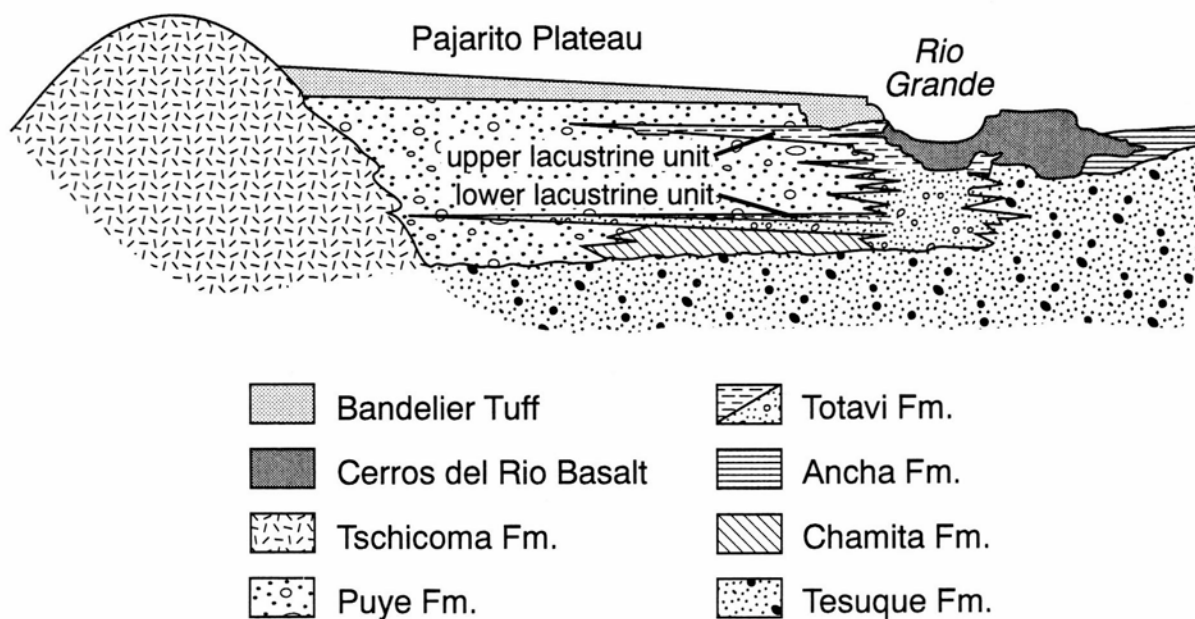 Pajarito Plateau
Rio
Grande
upper lacustrine unit
lower lacustrine unit
Bandelier Tuff
Cerros del Rio Basalt
Tschicoma Fm.
Puye Fm.
Totavi Fm.
Ancha Fm.
Chamita Fm.
Tesuque Fm.